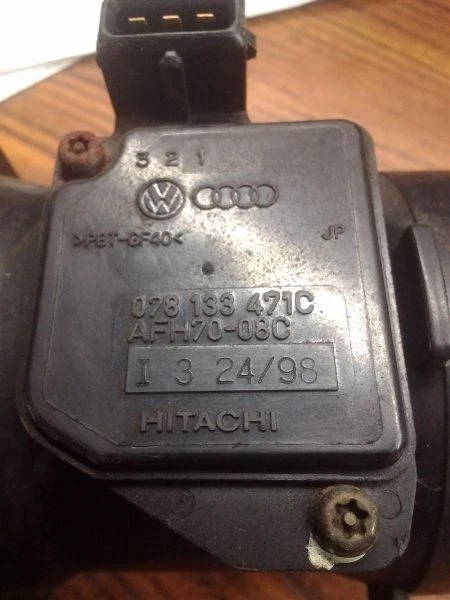 3 2 1
>PBT-GF40<
JP
078 133 471C
AFH70-08C
I 3 24/98
HITACHI